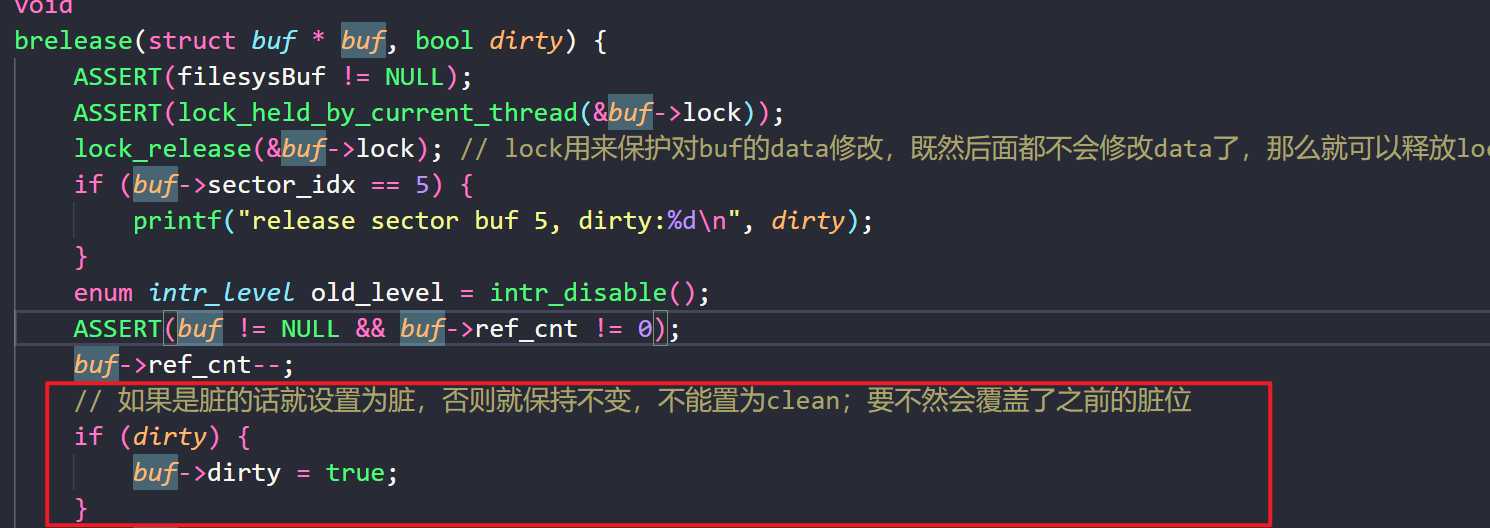 void
brelease(struct buf * buf, bool dirty) {
ASSERT(filesysBuf != NULL);
ASSERT(lock_held_by_current_thread(&buf->lock));
lock_release(&buf->lock); // lock用来保护对buf的data修改，既然后面都不会修改data了，那么就可以释放loc
if (buf->sector_idx == 5) {
printf("release sector buf 5, dirty:%d\n", dirty);
}
enum intr_level old_level = intr_disable();
ASSERT(buf != NULL && buf->ref_cnt != 0);
buf->ref_cnt--;
// 如果是脏的话就设置为脏，否则就保持不变，不能置为clean；要不然会覆盖了之前的脏位
if (dirty) {
buf->dirty = true;
}